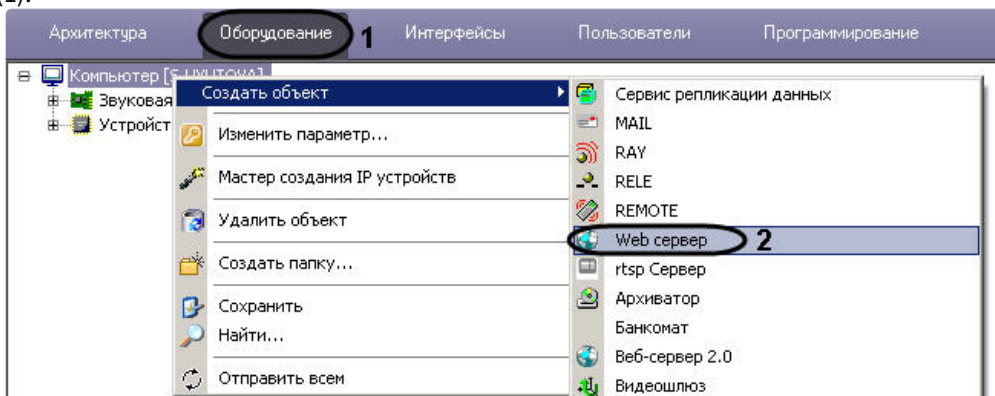 (1).
Архитектура Оборудование 1 Интерфейсы Пользователи Программирование
Компьютер [S-UYUTOVA]
Звуковая
Устройст
Создать объект
Изменить параметр...
Мастер создания IP устройств
Удалить объект
Создать папку...
Сохранить
Найти...
Отправить всем
Сервис репликации данных
MAIL
RAY
RELE
REMOTE
Web сервер 2
rtsp Сервер
Архиватор
Банкомат
Веб-сервер 2.0
Видеошлюз